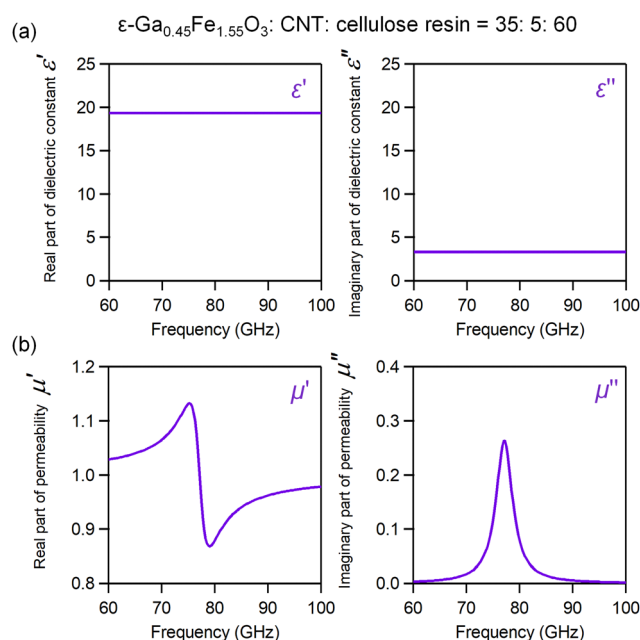 (a)
ε-Ga0.45Fe1.55O3: CNT: cellulose resin = 35: 5: 60
Real part of dielectric constant ε'
25
20
15
10
5
0
ε'
60 70 80 90 100
Frequency (GHz)
Imaginary part of dielectric constant ε''
25
20
15
10
5
0
ε''
60 70 80 90 100
Frequency (GHz)
(b)
Real part of permeability μ'
1.2
1.1
1.0
0.9
0.8
μ'
60 70 80 90 100
Frequency (GHz)
Imaginary part of permeability μ''
0.4
0.3
0.2
0.1
0.0
μ''
60 70 80 90 100
Frequency (GHz)